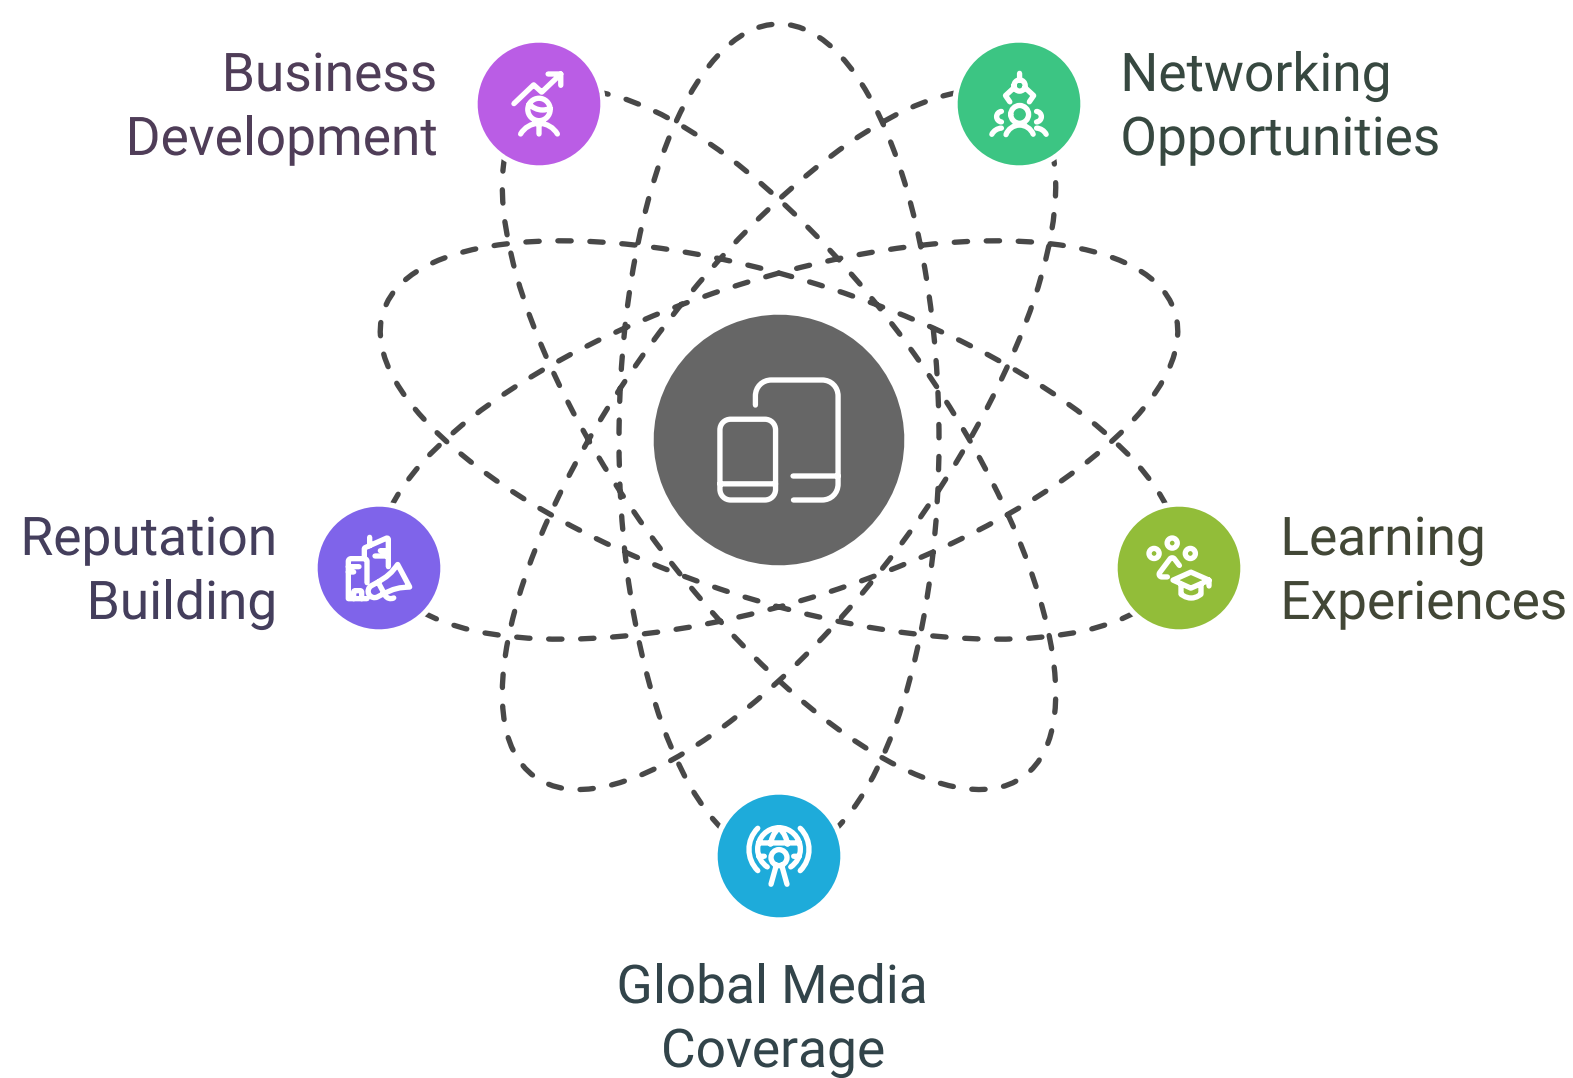 Business
Development
Networking
Opportunities
Reputation
Building
Learning
Experiences
Global Media
Coverage